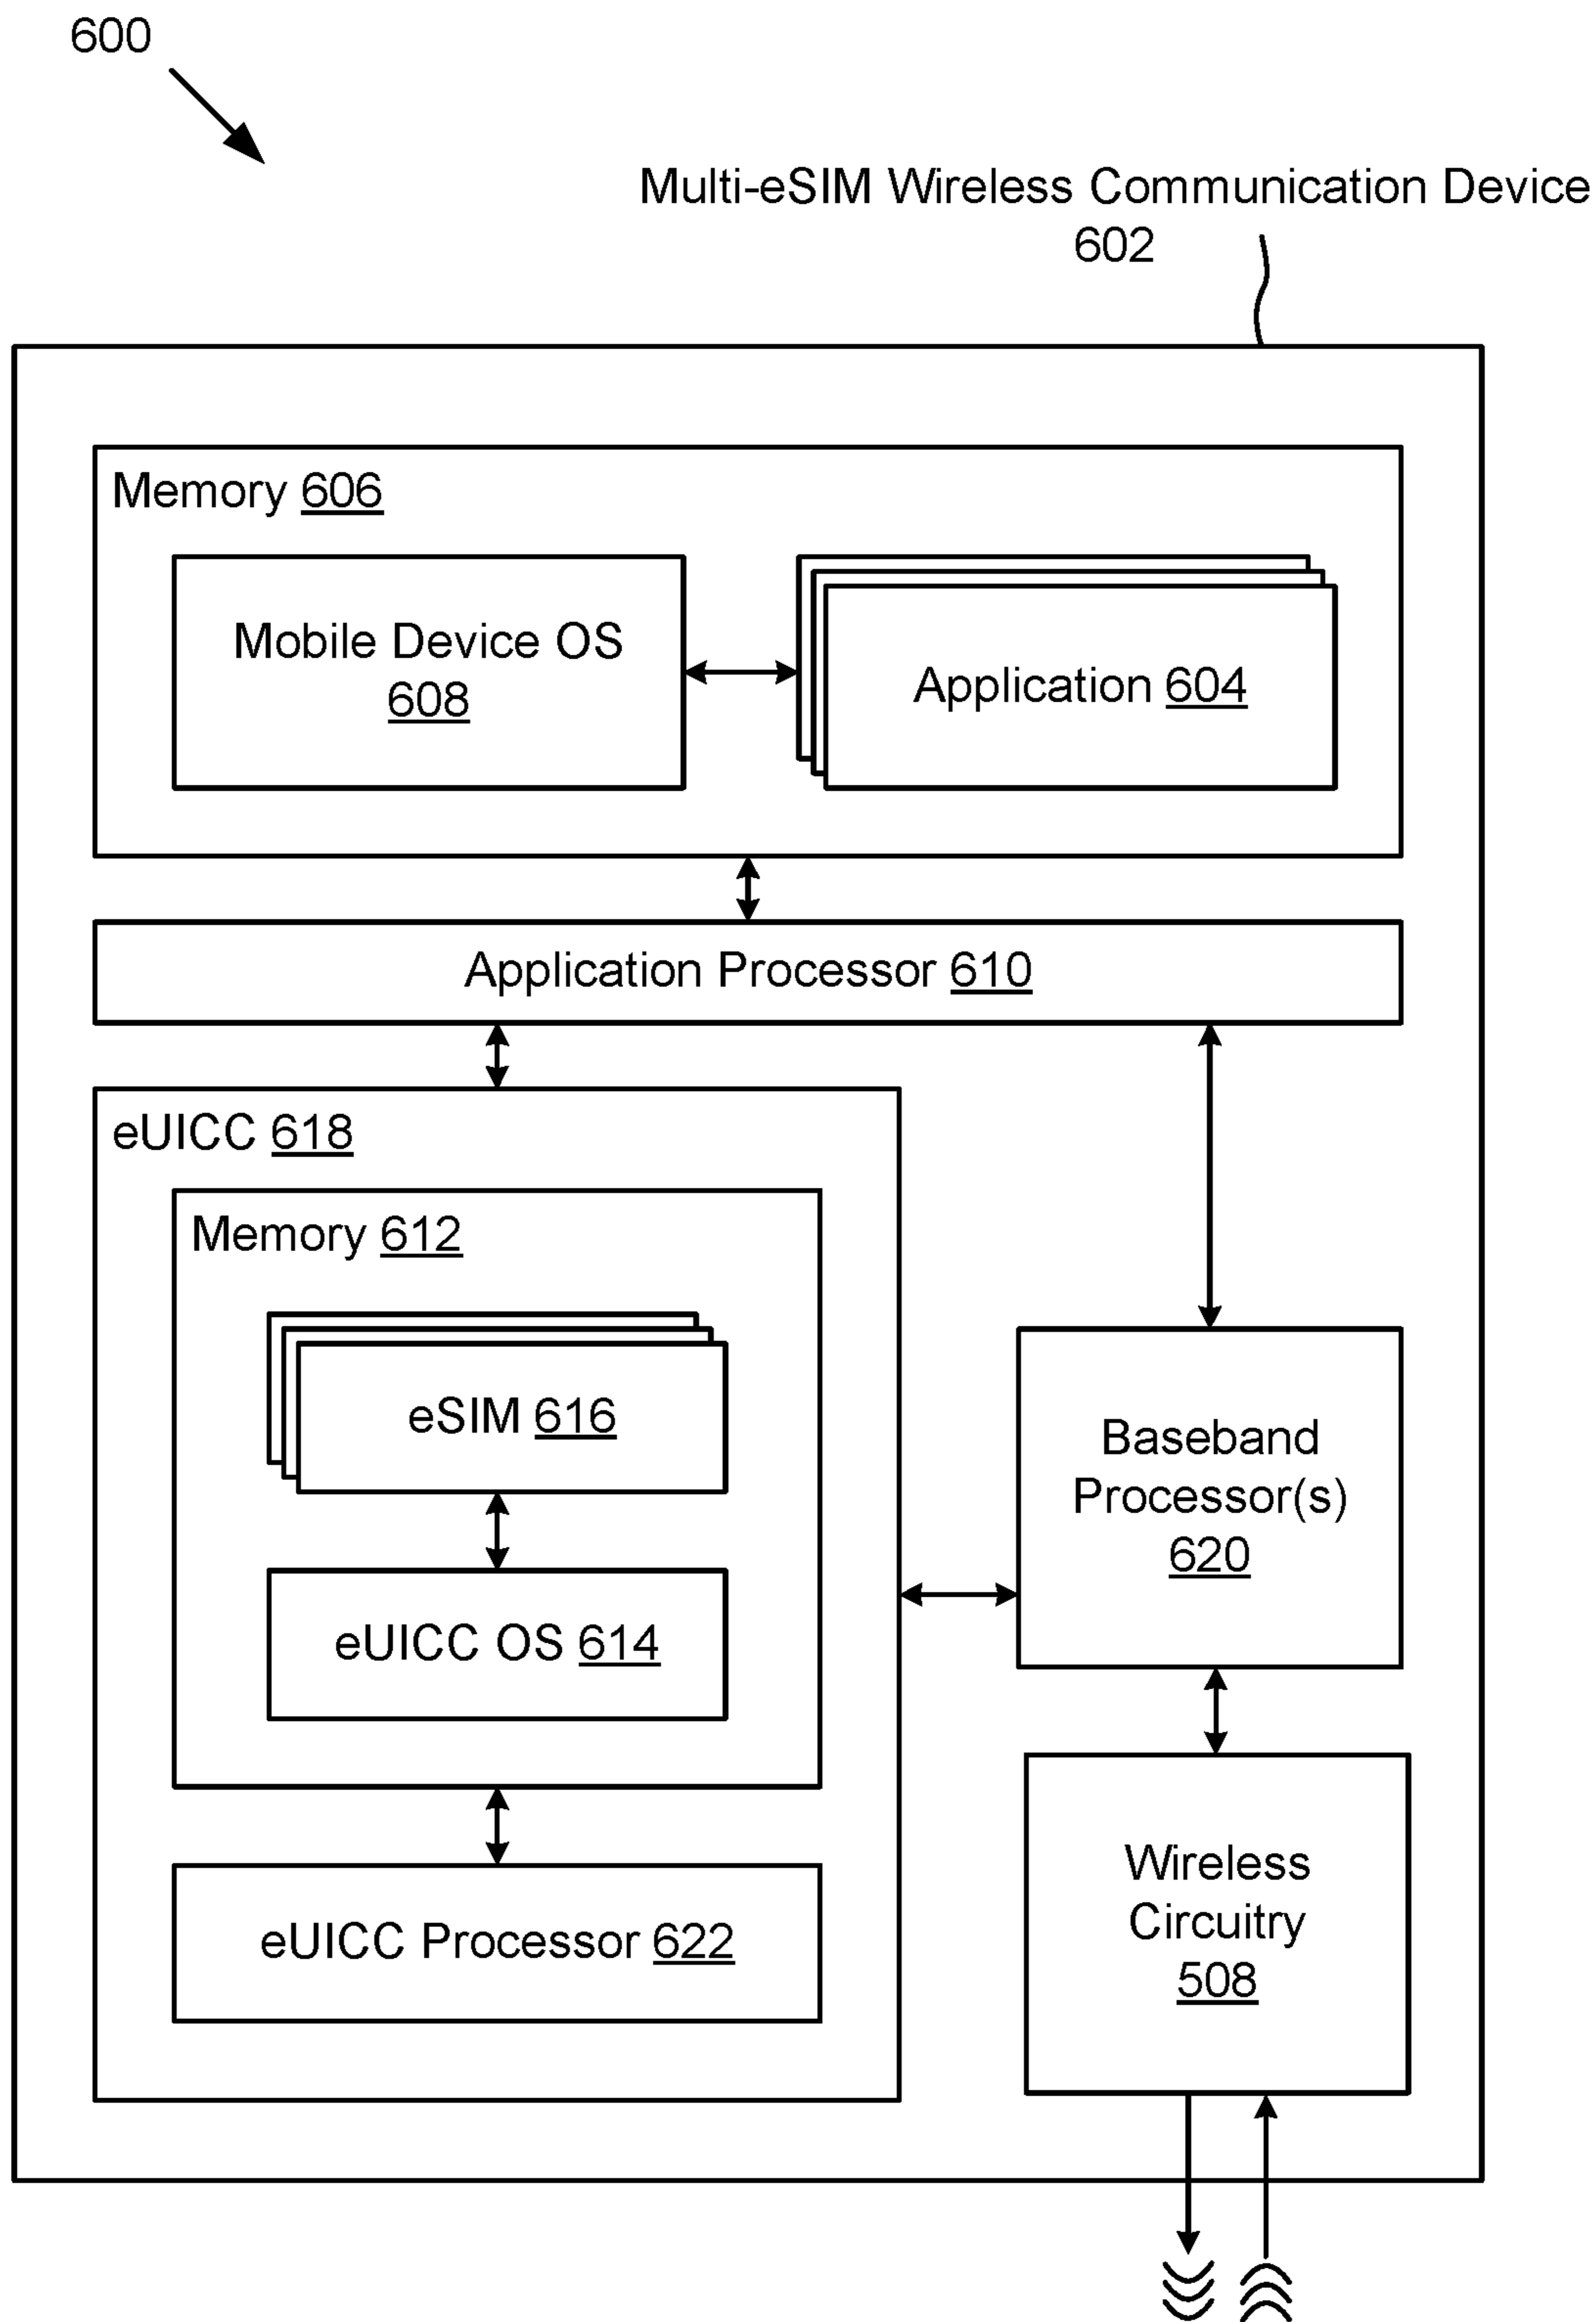 600
Multi-eSIM Wireless Communication Device
602
Memory 606
Mobile Device OS
608
Application 604
Application Processor 610
eUICC 618
Memory 612
eSIM 616
eUICC OS 614
eUICC Processor 622
Baseband
Processor(s)
620
Wireless
Circuitry
508